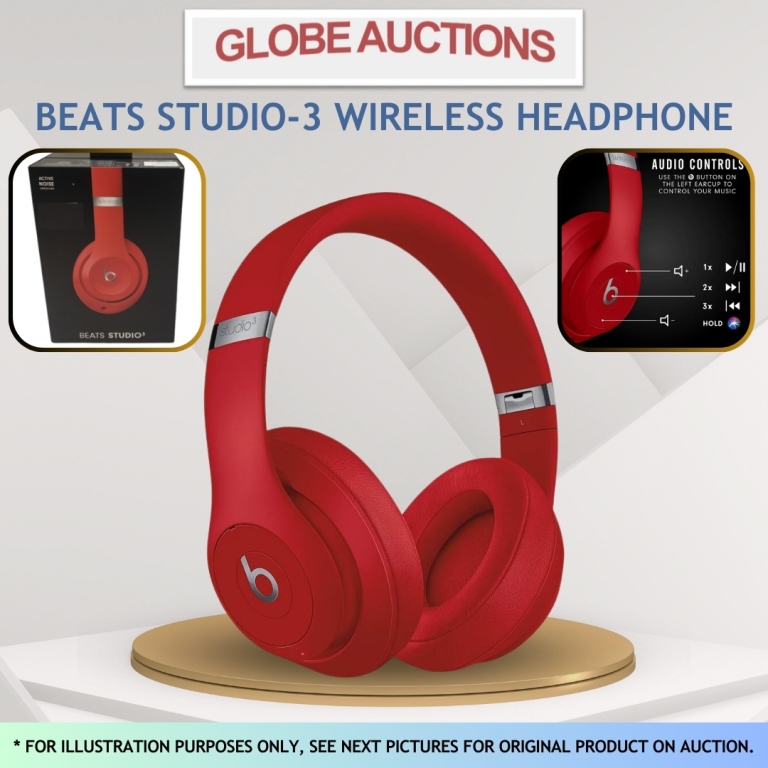 GLOBE AUCTIONS
BEATS STUDIO-3 WIRELESS HEADPHONE
ACTIVE
NOISE
BEATS STUDIO³
AUDIO CONTROLS
USE THE b BUTTON ON
THE LEFT EARCUP TO
CONTROL YOUR MUSIC
+
1x
2x
-
3x
HOLD
b
studio³
L
b
* FOR ILLUSTRATION PURPOSES ONLY, SEE NEXT PICTURES FOR ORIGINAL PRODUCT ON AUCTION.